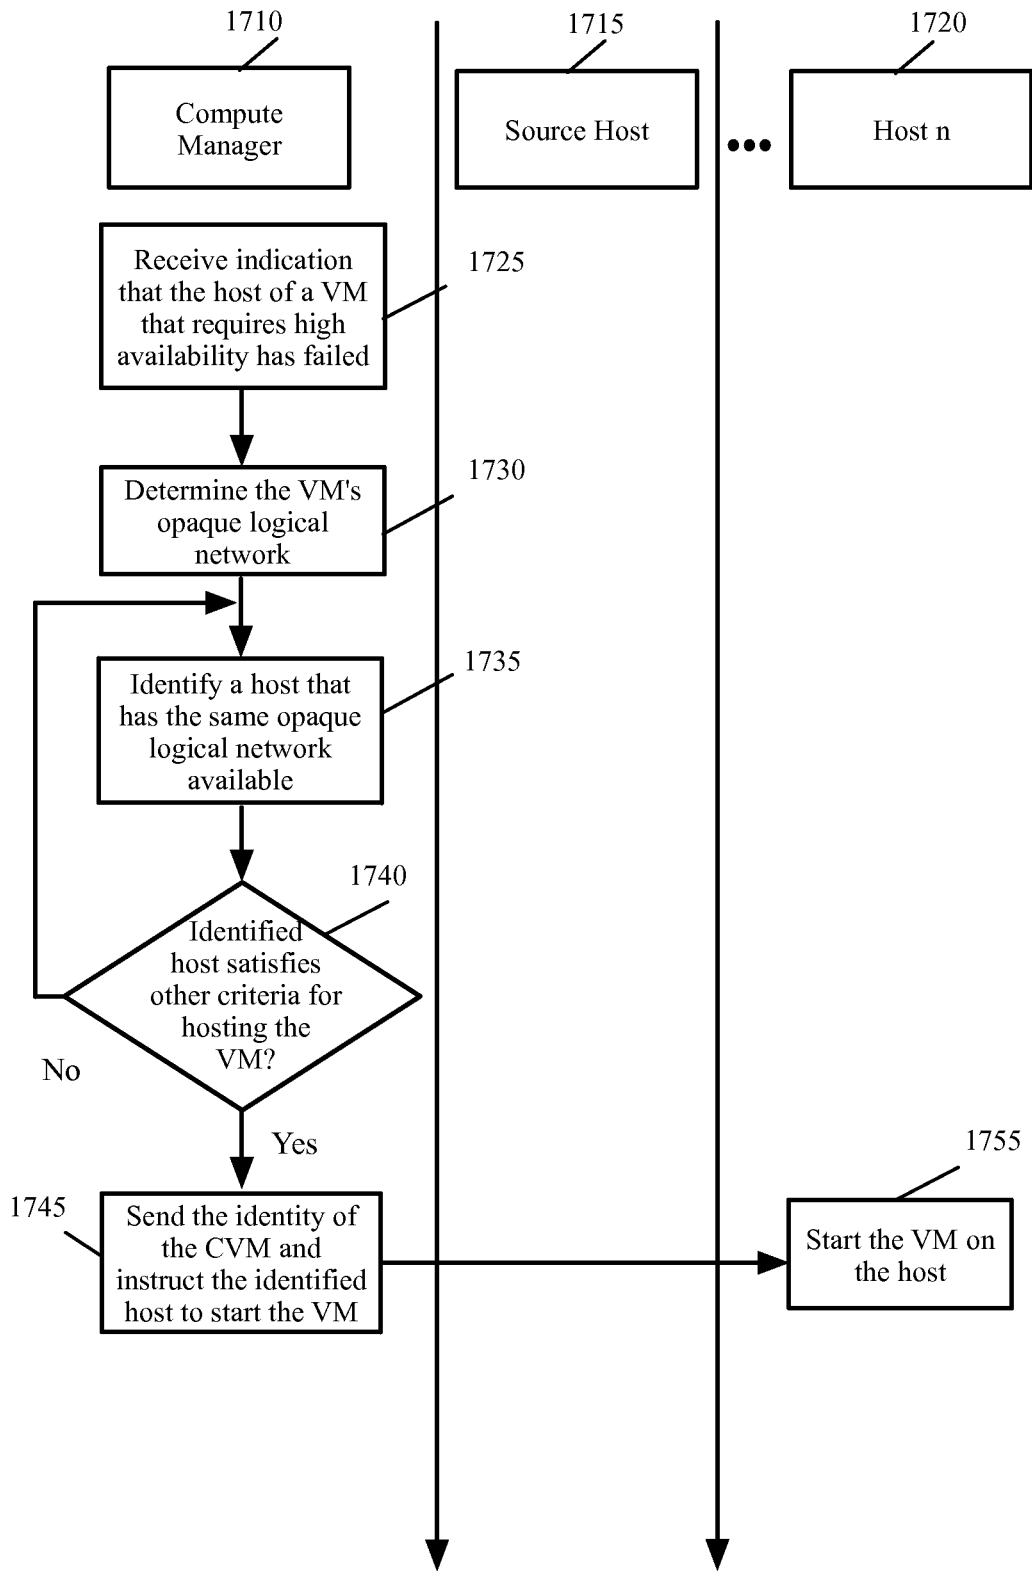 1710
1715
1720
Compute
Manager
Source Host
Host n
Receive indication
that the host of a VM
that requires high
availability has failed
1725
1730
Determine the VM's
opaque logical
network
1735
Identify a host that
has the same opaque
logical network
available
1740
Identified
host satisfies
other criteria for
hosting the
VM?
No
Yes
1745
Send the identity of
the CVM and
instruct the identified
host to start the VM
1755
Start the VM on
the host